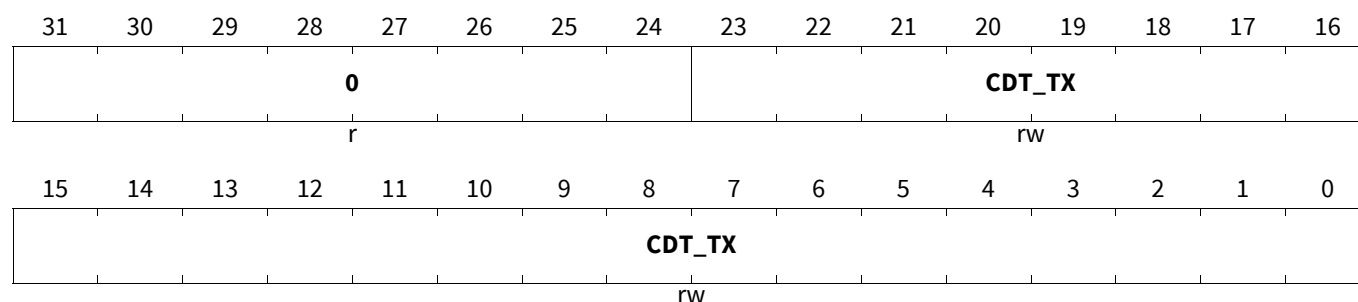 31 30 29 28 27 26 25 24 23 22 21 20 19 18 17 16
0 CDT_TX
r rw
15 14 13 12 11 10 9 8 7 6 5 4 3 2 1 0
CDT_TX
rw